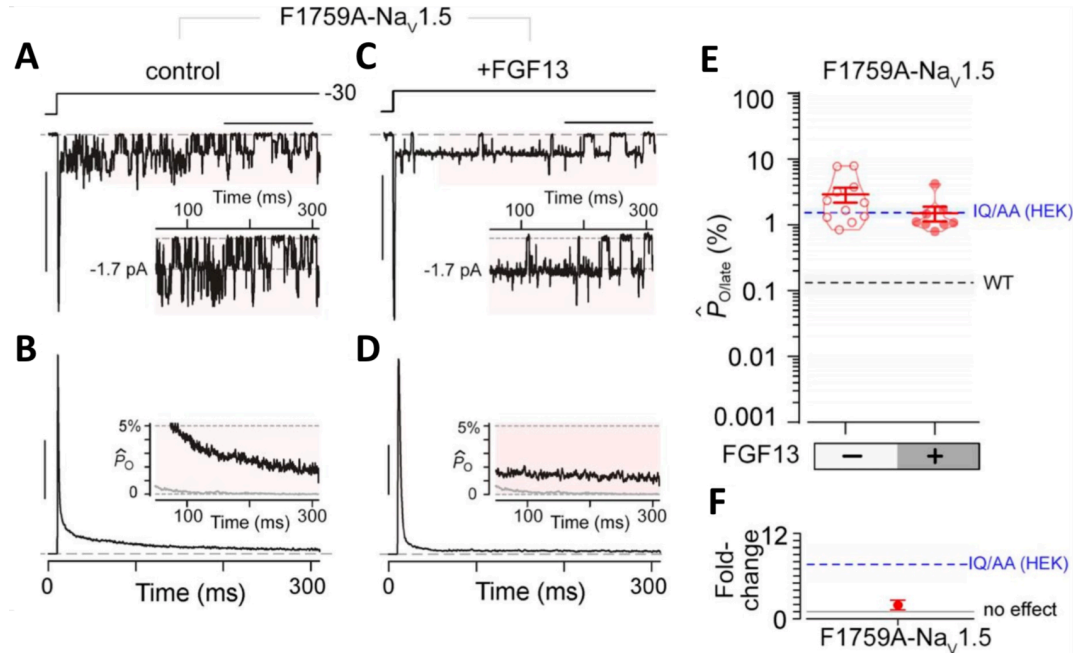 F1759A-NaV1.5
A
control
-30
Time (ms)
100
300
-1.7 pA
B
5%
P̂O
0
100
300
Time (ms)
0
300
Time (ms)
C
+FGF13
Time (ms)
100
300
-1.7 pA
D
5%
P̂O
0
100
300
Time (ms)
0
300
Time (ms)
E
F1759A-NaV1.5
100
10
1
0.1
0.01
0.001
P̂O/late (%)
IQ/AA (HEK)
WT
FGF13
− +
F
12
0
Fold-
change
IQ/AA (HEK)
no effect
F1759A-NaV1.5